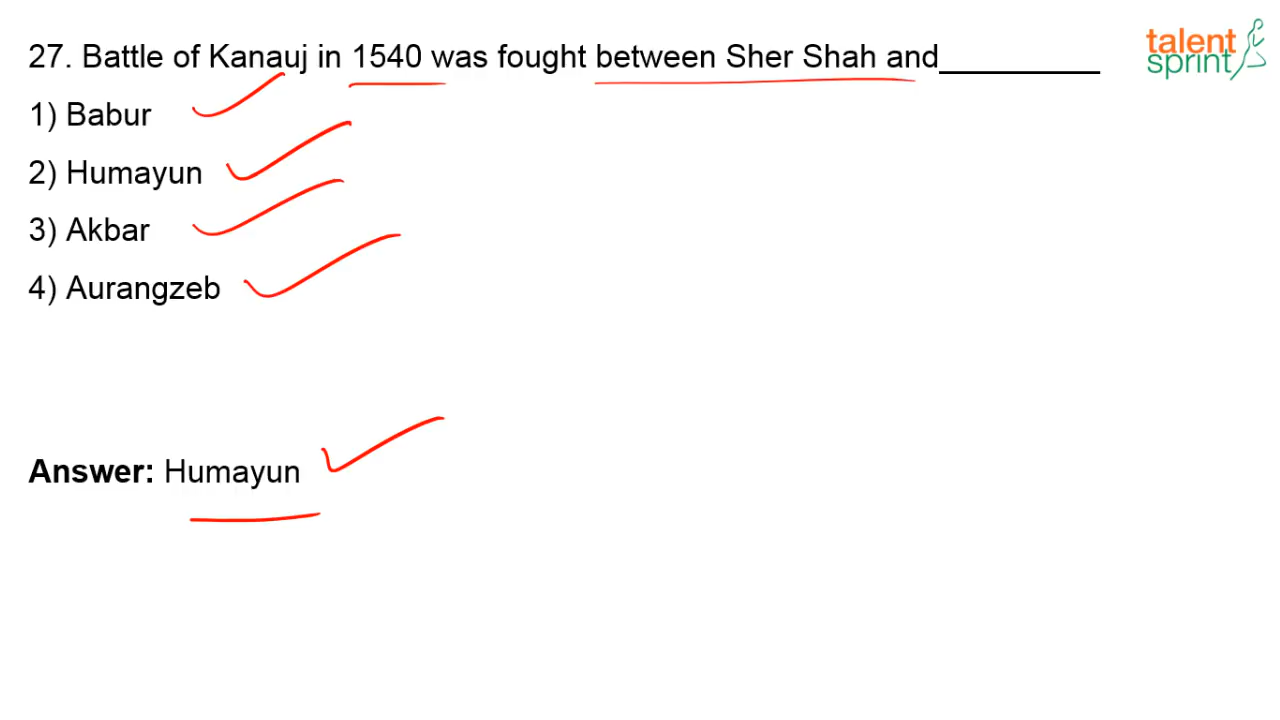 27. Battle of Kanauj in 1540 was fought between Sher Shah and__________
talent
sprint
1) Babur
2) Humayun
3) Akbar
4) Aurangzeb
Answer: Humayun